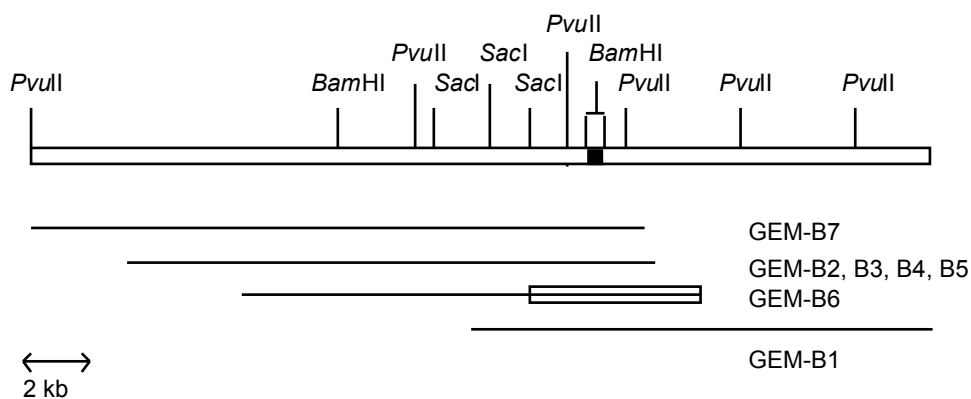 PvuII
PvuII SacI BamHI
PvuII BamHI SacI SacI PvuII PvuII PvuII
GEM-B7
GEM-B2, B3, B4, B5
GEM-B6
GEM-B1
2 kb